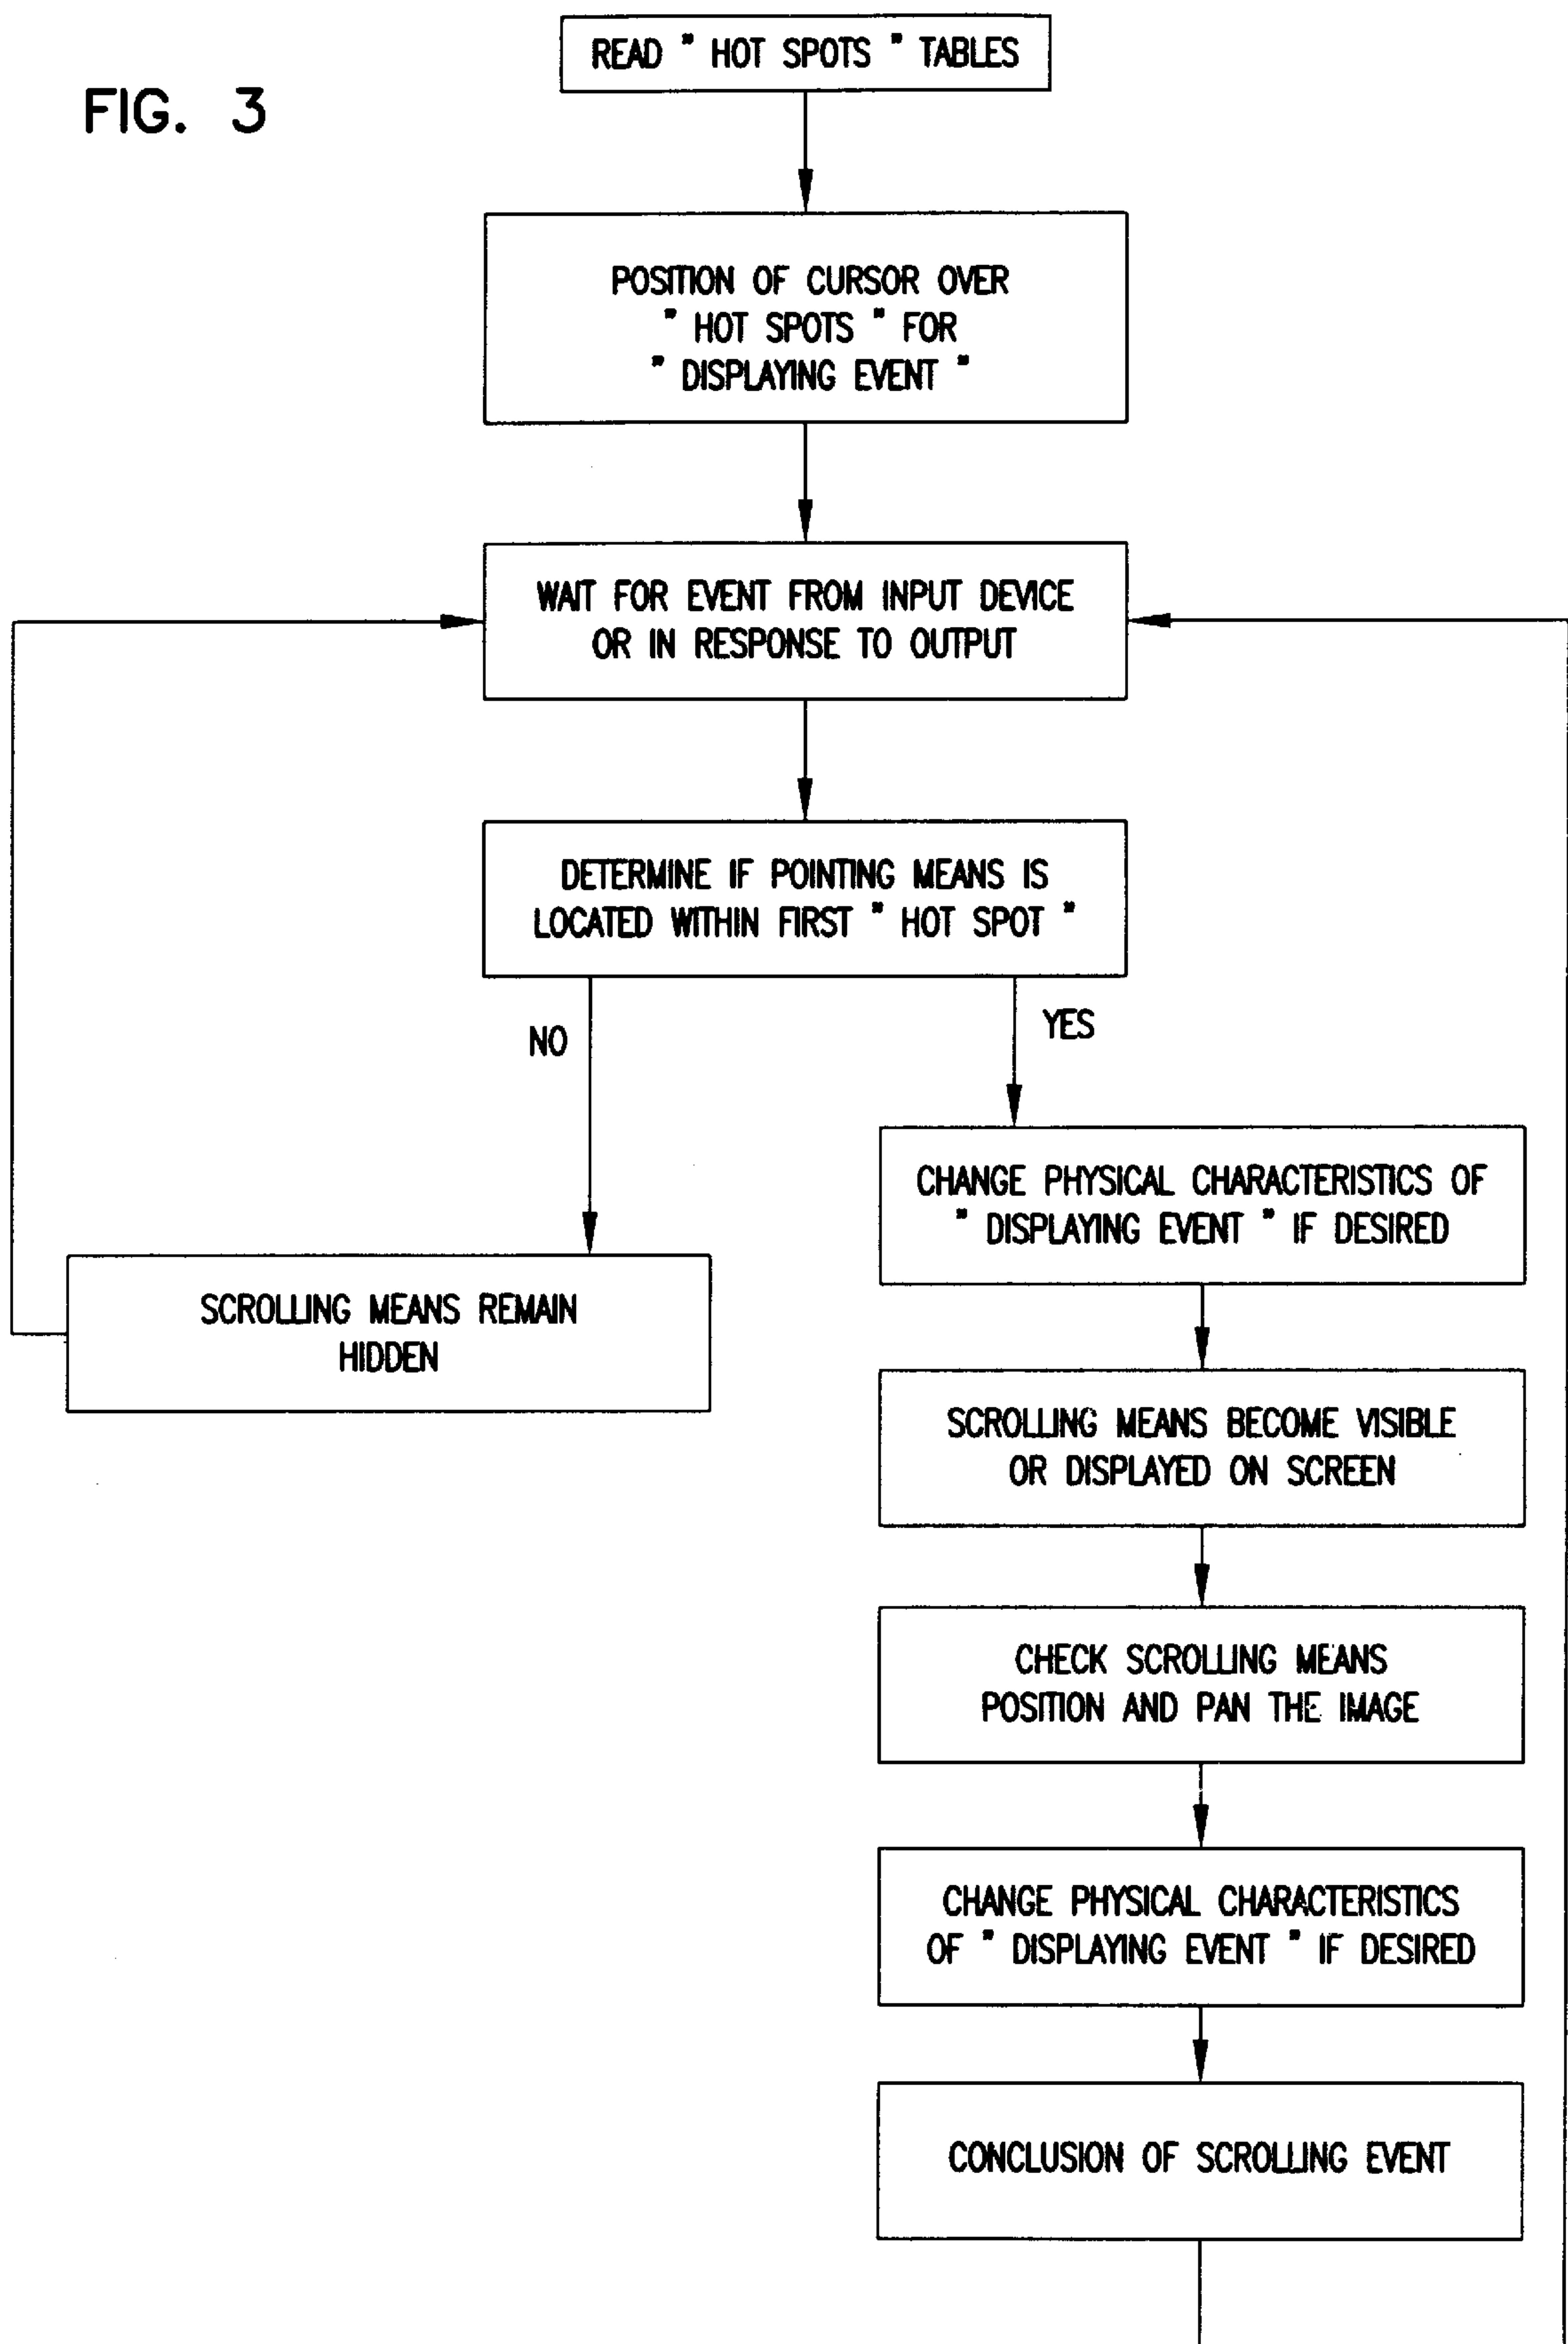 FIG. 3
READ " HOT SPOTS " TABLES
POSITION OF CURSOR OVER
" HOT SPOTS " FOR
" DISPLAYING EVENT "
WAIT FOR EVENT FROM INPUT DEVICE
OR IN RESPONSE TO OUTPUT
DETERMINE IF POINTING MEANS IS
LOCATED WITHIN FIRST " HOT SPOT "
NO
YES
CHANGE PHYSICAL CHARACTERISTICS OF
" DISPLAYING EVENT " IF DESIRED
SCROLLING MEANS REMAIN
HIDDEN
SCROLLING MEANS BECOME VISIBLE
OR DISPLAYED ON SCREEN
CHECK SCROLLING MEANS
POSITION AND PAN THE IMAGE
CHANGE PHYSICAL CHARACTERISTICS
OF " DISPLAYING EVENT " IF DESIRED
CONCLUSION OF SCROLLING EVENT